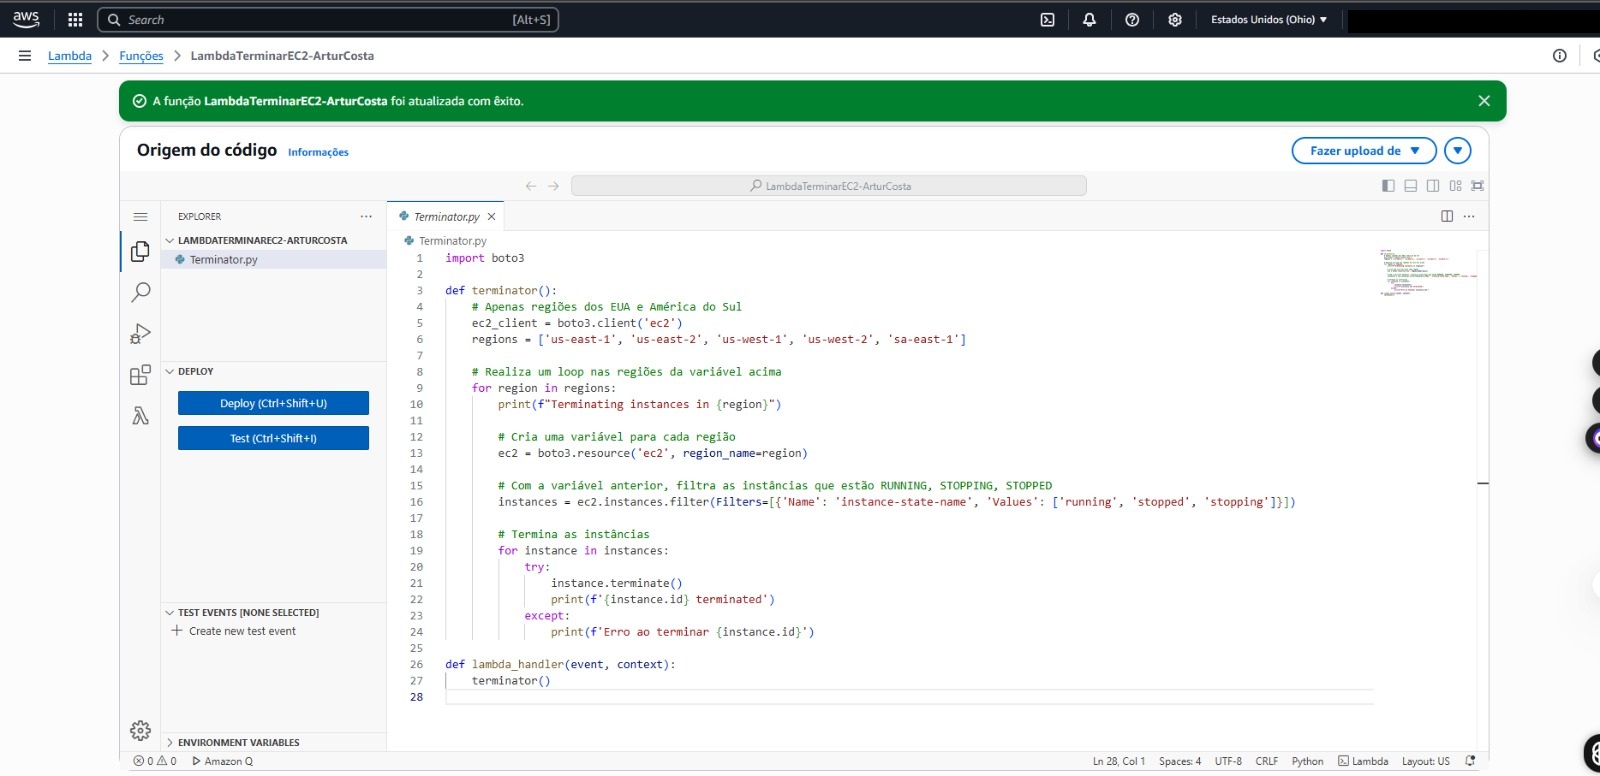 aws
Search [Alt+S]
Estados Unidos (Ohio)
Lambda > Funções > LambdaTerminarEC2-ArturCosta
A função LambdaTerminarEC2-ArturCosta foi atualizada com êxito.
Origem do código Informações
Fazer upload de
LambdaTerminarEC2-ArturCosta
EXPLORER
LAMBDATERMINAREC2-ARTURCOSTA
Terminator.py
DEPLOY
Deploy (Ctrl+Shift+U)
Test (Ctrl+Shift+I)
TEST EVENTS [NONE SELECTED]
Create new test event
ENVIRONMENT VARIABLES
Terminator.py
Terminator.py
1 import boto3
2
3 def terminator():
4     # Apenas regiões dos EUA e América do Sul
5     ec2_client = boto3.client('ec2')
6     regions = ['us-east-1', 'us-east-2', 'us-west-1', 'us-west-2', 'sa-east-1']
7
8     # Realiza um loop nas regiões da variável acima
9     for region in regions:
10         print(f"Terminating instances in {region}")
11
12         # Cria uma variável para cada região
13         ec2 = boto3.resource('ec2', region_name=region)
14
15         # Com a variável anterior, filtra as instâncias que estão RUNNING, STOPPING, STOPPED
16         instances = ec2.instances.filter(Filters=[{'Name': 'instance-state-name', 'Values': ['running', 'stopped', 'stopping']}])
17
18         # Termina as instâncias
19         for instance in instances:
20             try:
21                 instance.terminate()
22                 print(f'{instance.id} terminated')
23             except:
24                 print(f'Erro ao terminar {instance.id}')
25
26 def lambda_handler(event, context):
27     terminator()
28
0 0 Amazon Q
Ln 28, Col 1 Spaces: 4 UTF-8 CRLF Python Lambda Layout: US